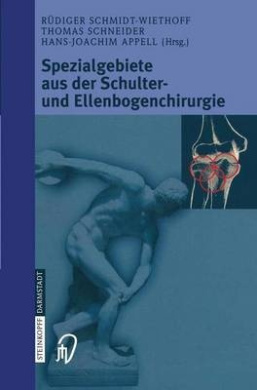 RÜDIGER SCHMIDT-WIETHOFF
THOMAS SCHNEIDER
HANS-JOACHIM APPELL (Hrsg.)
Spezialgebiete
aus der Schulter-
und Ellenbogenchirurgie
STEINKOPFF
DARMSTADT